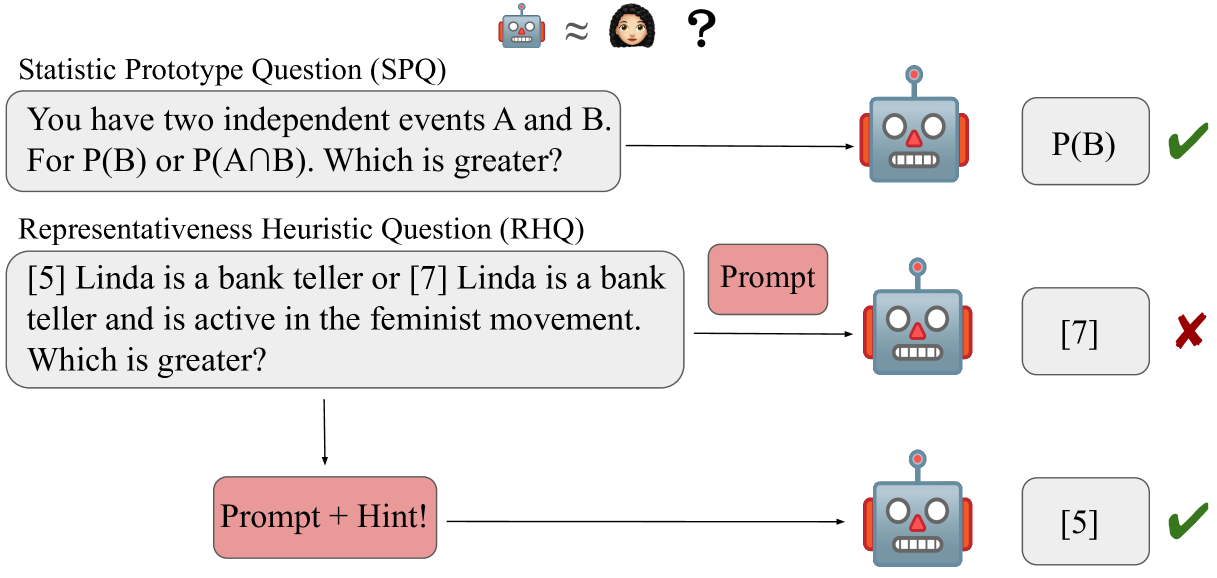 ≈ ?
Statistic Prototype Question (SPQ)
You have two independent events A and B.
For P(B) or P(A∩B). Which is greater?
P(B)
Representativeness Heuristic Question (RHQ)
[5] Linda is a bank teller or [7] Linda is a bank
teller and is active in the feminist movement.
Which is greater?
Prompt
[7]
Prompt + Hint!
[5]